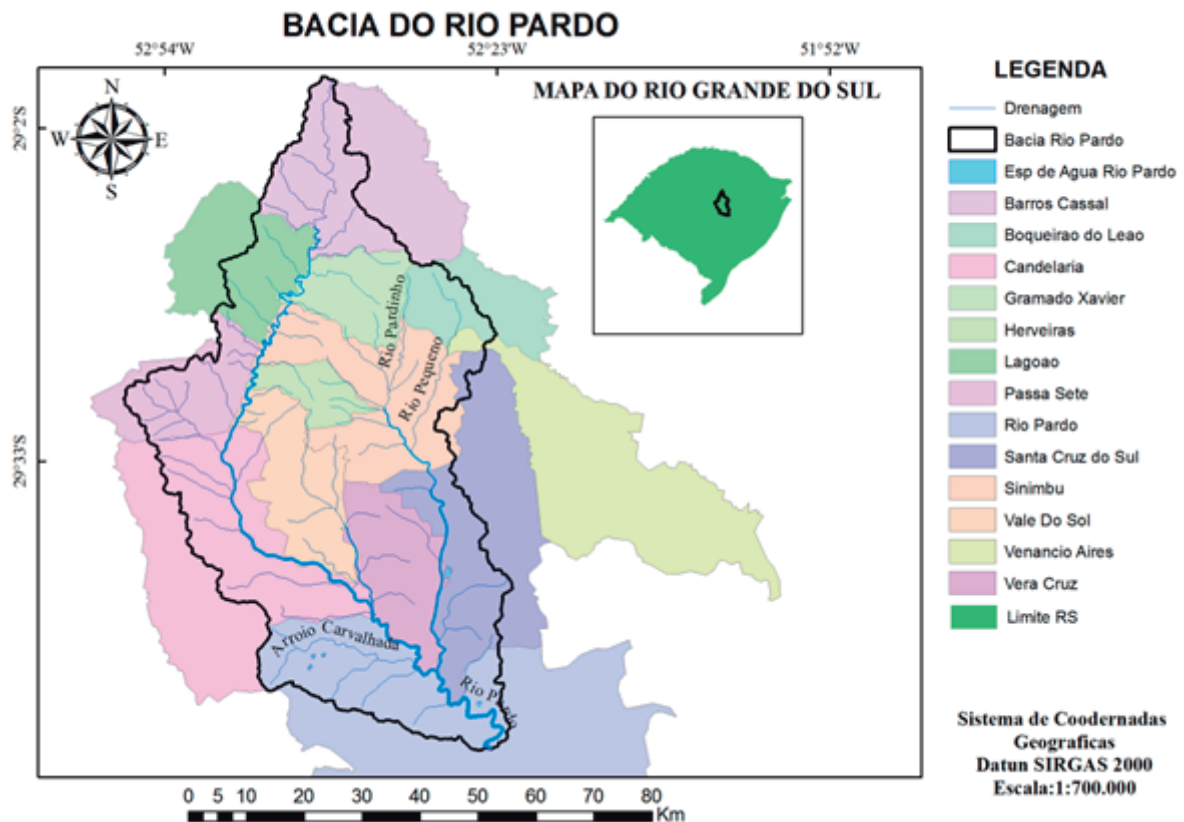 BACIA DO RIO PARDO
52°54'W
52°23'W
51°52'W
29°2'S
29°33'S
N
W
E
S
MAPA DO RIO GRANDE DO SUL
Rio Pardinho
Rio Pequeno
Arroio Carvalhada
Rio Pardo
LEGENDA
Drenagem
Bacia Rio Pardo
Esp de Agua Rio Pardo
Barros Cassal
Boqueirao do Leao
Candelaria
Gramado Xavier
Herveiras
Lagoao
Passa Sete
Rio Pardo
Santa Cruz do Sul
Sinimbu
Vale Do Sol
Venancio Aires
Vera Cruz
Limite RS
Sistema de Coodernadas
Geograficas
Datun SIRGAS 2000
Escala:1:700.000
0 5 10 20 30 40 50 60 70 80
Km